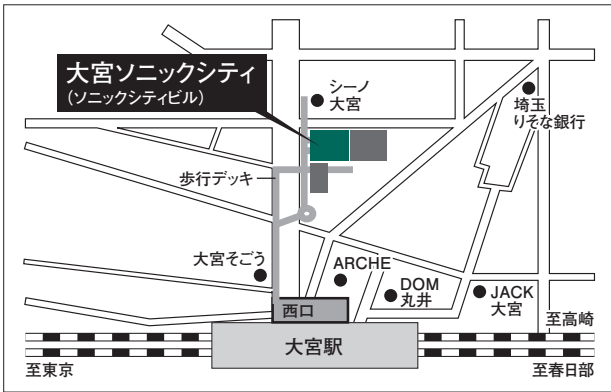 大宮ソニックシティ
(ソニックシティビル)
シーノ
大宮
埼玉
りそな銀行
歩行デッキ
大宮そごう
ARCHE
DOM
丸井
JACK
大宮
西口
至高崎
大宮駅
至東京
至春日部